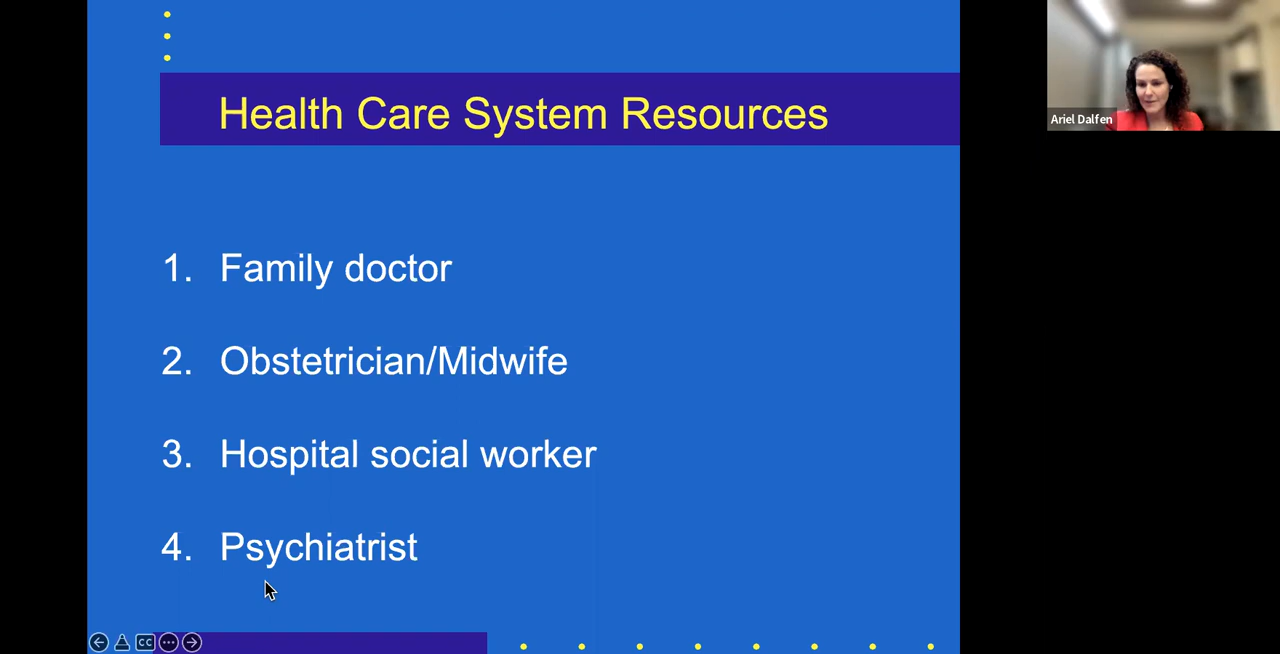 Health Care System Resources
Ariel Dalfen
1. Family doctor
2. Obstetrician/Midwife
3. Hospital social worker
4. Psychiatrist
CC